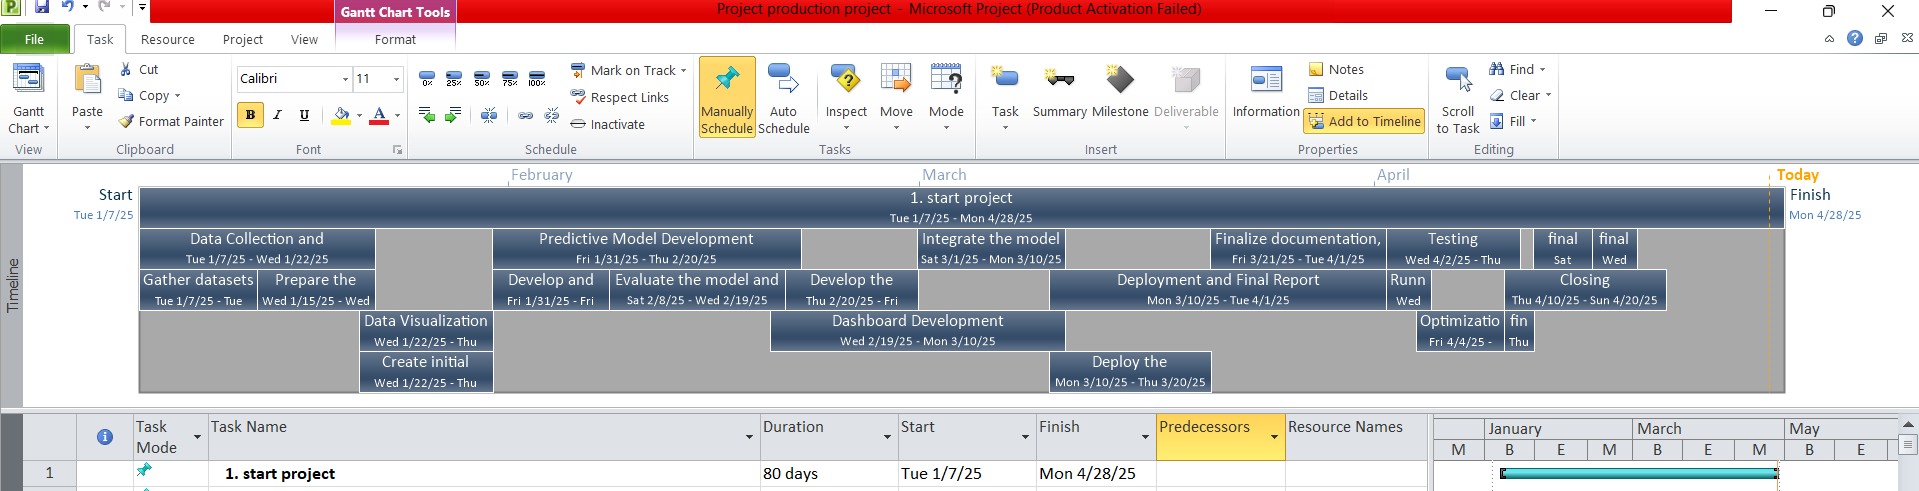 Gantt Chart Tools
Project production project - Microsoft Project (Product Activation Failed)
File Task Resource Project View Format
Gantt Chart
View
Paste
Cut
Copy
Format Painter
Clipboard
Calibri 11
B I U A
Font
0% 25% 50% 75% 100%
Mark on Track
Respect Links
Inactivate
Schedule
Manually Schedule
Auto Schedule
Inspect
Move
Mode
Tasks
Task
Summary
Milestone
Deliverable
Insert
Information
Notes
Details
Add to Timeline
Properties
Scroll to Task
Find
Clear
Fill
Editing
Timeline
February March April Today
Start
Tue 1/7/25
1. start project
Tue 1/7/25 - Mon 4/28/25
Finish
Mon 4/28/25
Data Collection and
Tue 1/7/25 - Wed 1/22/25
Predictive Model Development
Fri 1/31/25 - Thu 2/20/25
Integrate the model
Sat 3/1/25 - Mon 3/10/25
Finalize documentation,
Fri 3/21/25 - Tue 4/1/25
Testing
Wed 4/2/25 - Thu
final
Sat
final
Wed
Gather datasets
Tue 1/7/25 - Tue
Prepare the
Wed 1/15/25 - Wed
Develop and
Fri 1/31/25 - Fri
Evaluate the model and
Sat 2/8/25 - Wed 2/19/25
Develop the
Thu 2/20/25 - Fri
Deployment and Final Report
Mon 3/10/25 - Tue 4/1/25
Runn
Wed
Closing
Thu 4/10/25 - Sun 4/20/25
Data Visualization
Wed 1/22/25 - Thu
Dashboard Development
Wed 2/19/25 - Mon 3/10/25
Optimizatio
Fri 4/4/25 -
fin
Thu
Create initial
Wed 1/22/25 - Thu
Deploy the
Mon 3/10/25 - Thu 3/20/25
Task Mode Task Name Duration Start Finish Predecessors Resource Names
January March May
M B E M B E M B E
1 1. start project 80 days Tue 1/7/25 Mon 4/28/25